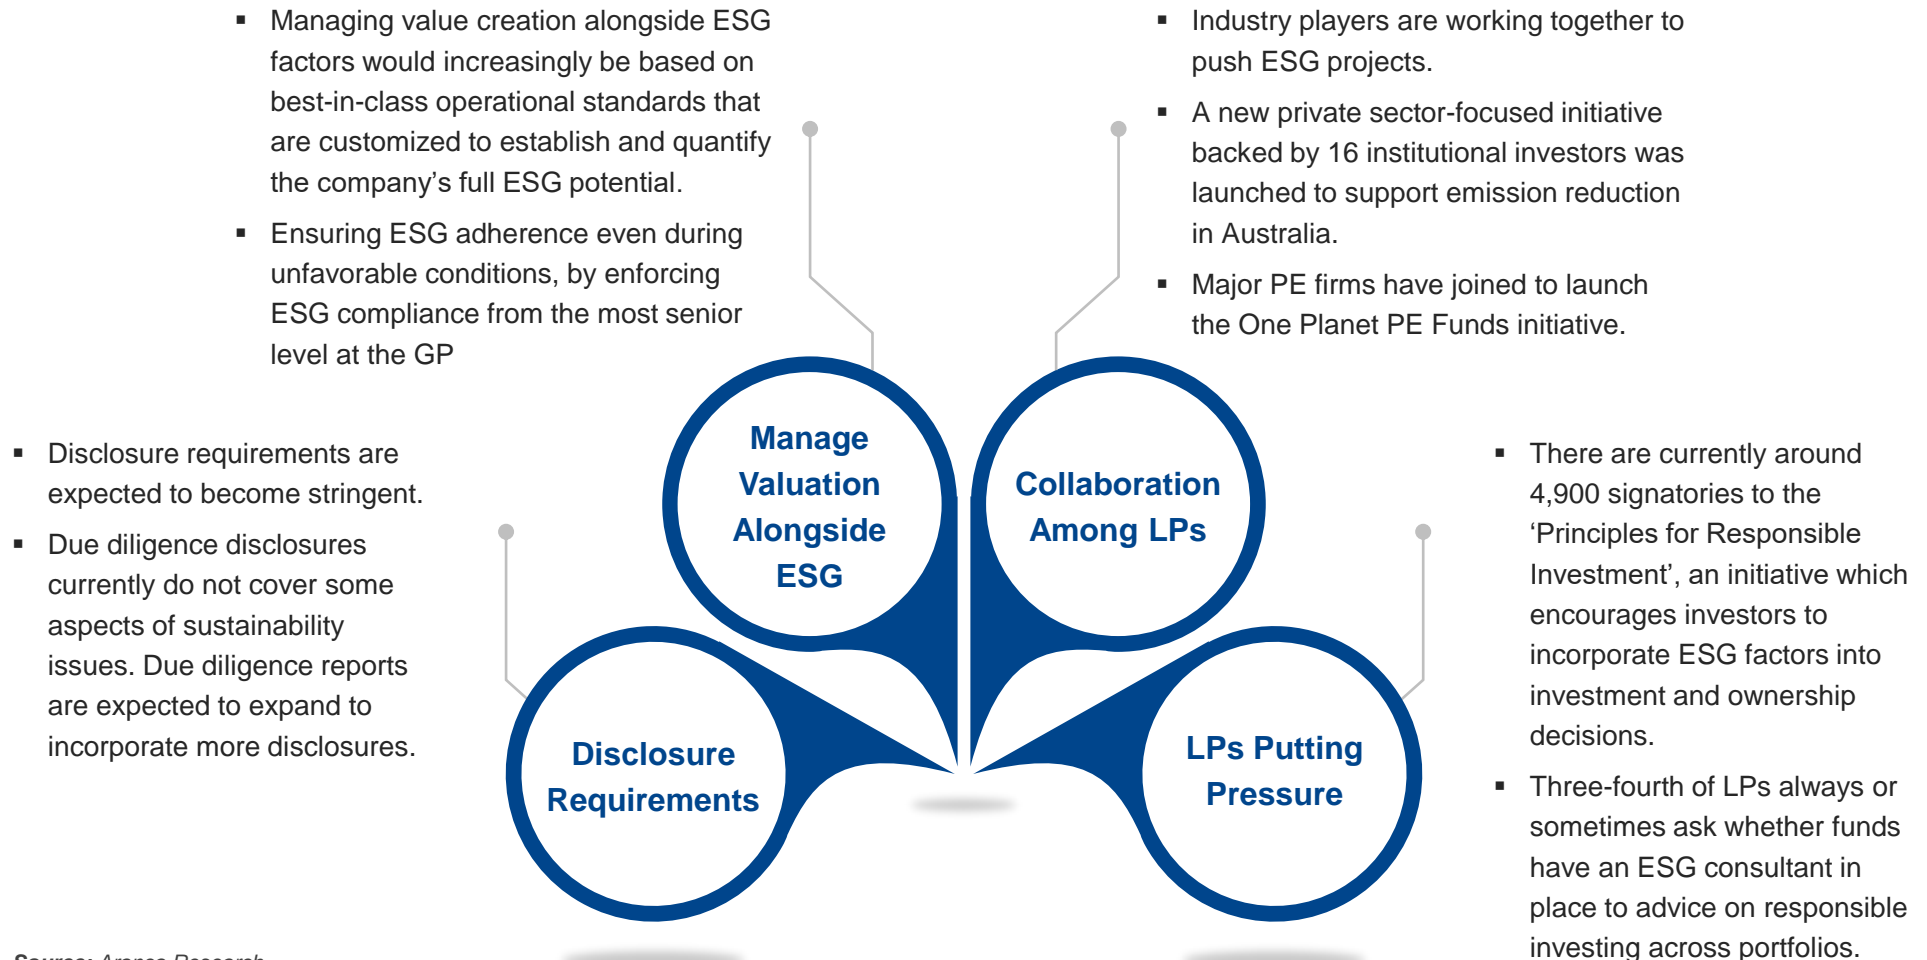 ▪ Managing value creation alongside ESG
factors would increasingly be based on
best-in-class operational standards that
are customized to establish and quantify
the company’s full ESG potential.
▪ Ensuring ESG adherence even during
unfavorable conditions, by enforcing
ESG compliance from the most senior
level at the GP
▪ Industry players are working together to
push ESG projects.
▪ A new private sector-focused initiative
backed by 16 institutional investors was
launched to support emission reduction
in Australia.
▪ Major PE firms have joined to launch
the One Planet PE Funds initiative.
▪ Disclosure requirements are
expected to become stringent.
▪ Due diligence disclosures
currently do not cover some
aspects of sustainability
issues. Due diligence reports
are expected to expand to
incorporate more disclosures.
Manage
Valuation
Alongside
ESG
Collaboration
Among LPs
Disclosure
Requirements
LPs Putting
Pressure
▪ There are currently around
4,900 signatories to the
‘Principles for Responsible
Investment’, an initiative which
encourages investors to
incorporate ESG factors into
investment and ownership
decisions.
▪ Three-fourth of LPs always or
sometimes ask whether funds
have an ESG consultant in
place to advice on responsible
investing across portfolios.
Source: Aranca Research